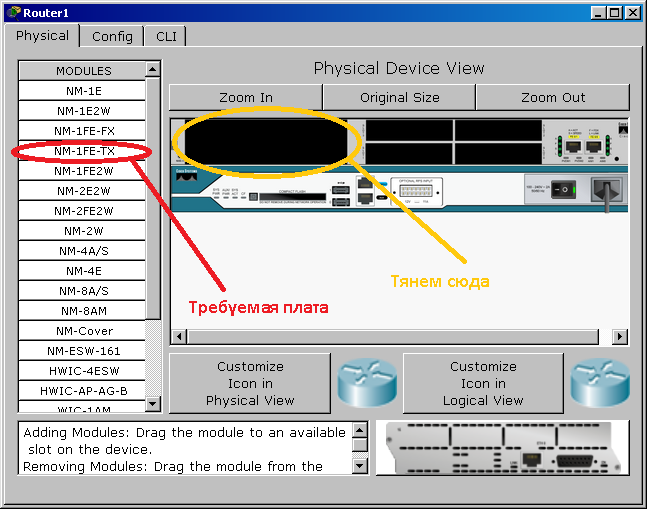 Router1
Physical
Config
CLI
MODULES
NM-1E
NM-1E2W
NM-1FE-FX
NM-1FE-TX
NM-1FE2W
NM-2E2W
NM-2FE2W
NM-2W
NM-4A/S
NM-4E
NM-8A/S
NM-8AM
NM-Cover
NM-ESW-161
HWIC-4ESW
HWIC-AP-AG-B
WIC-1AM
Physical Device View
Zoom In
Original Size
Zoom Out
Тянем сюда
Требуемая плата
Customize
Icon in
Physical View
Customize
Icon in
Logical View
Adding Modules: Drag the module to an available
slot on the device.
Removing Modules: Drag the module from the